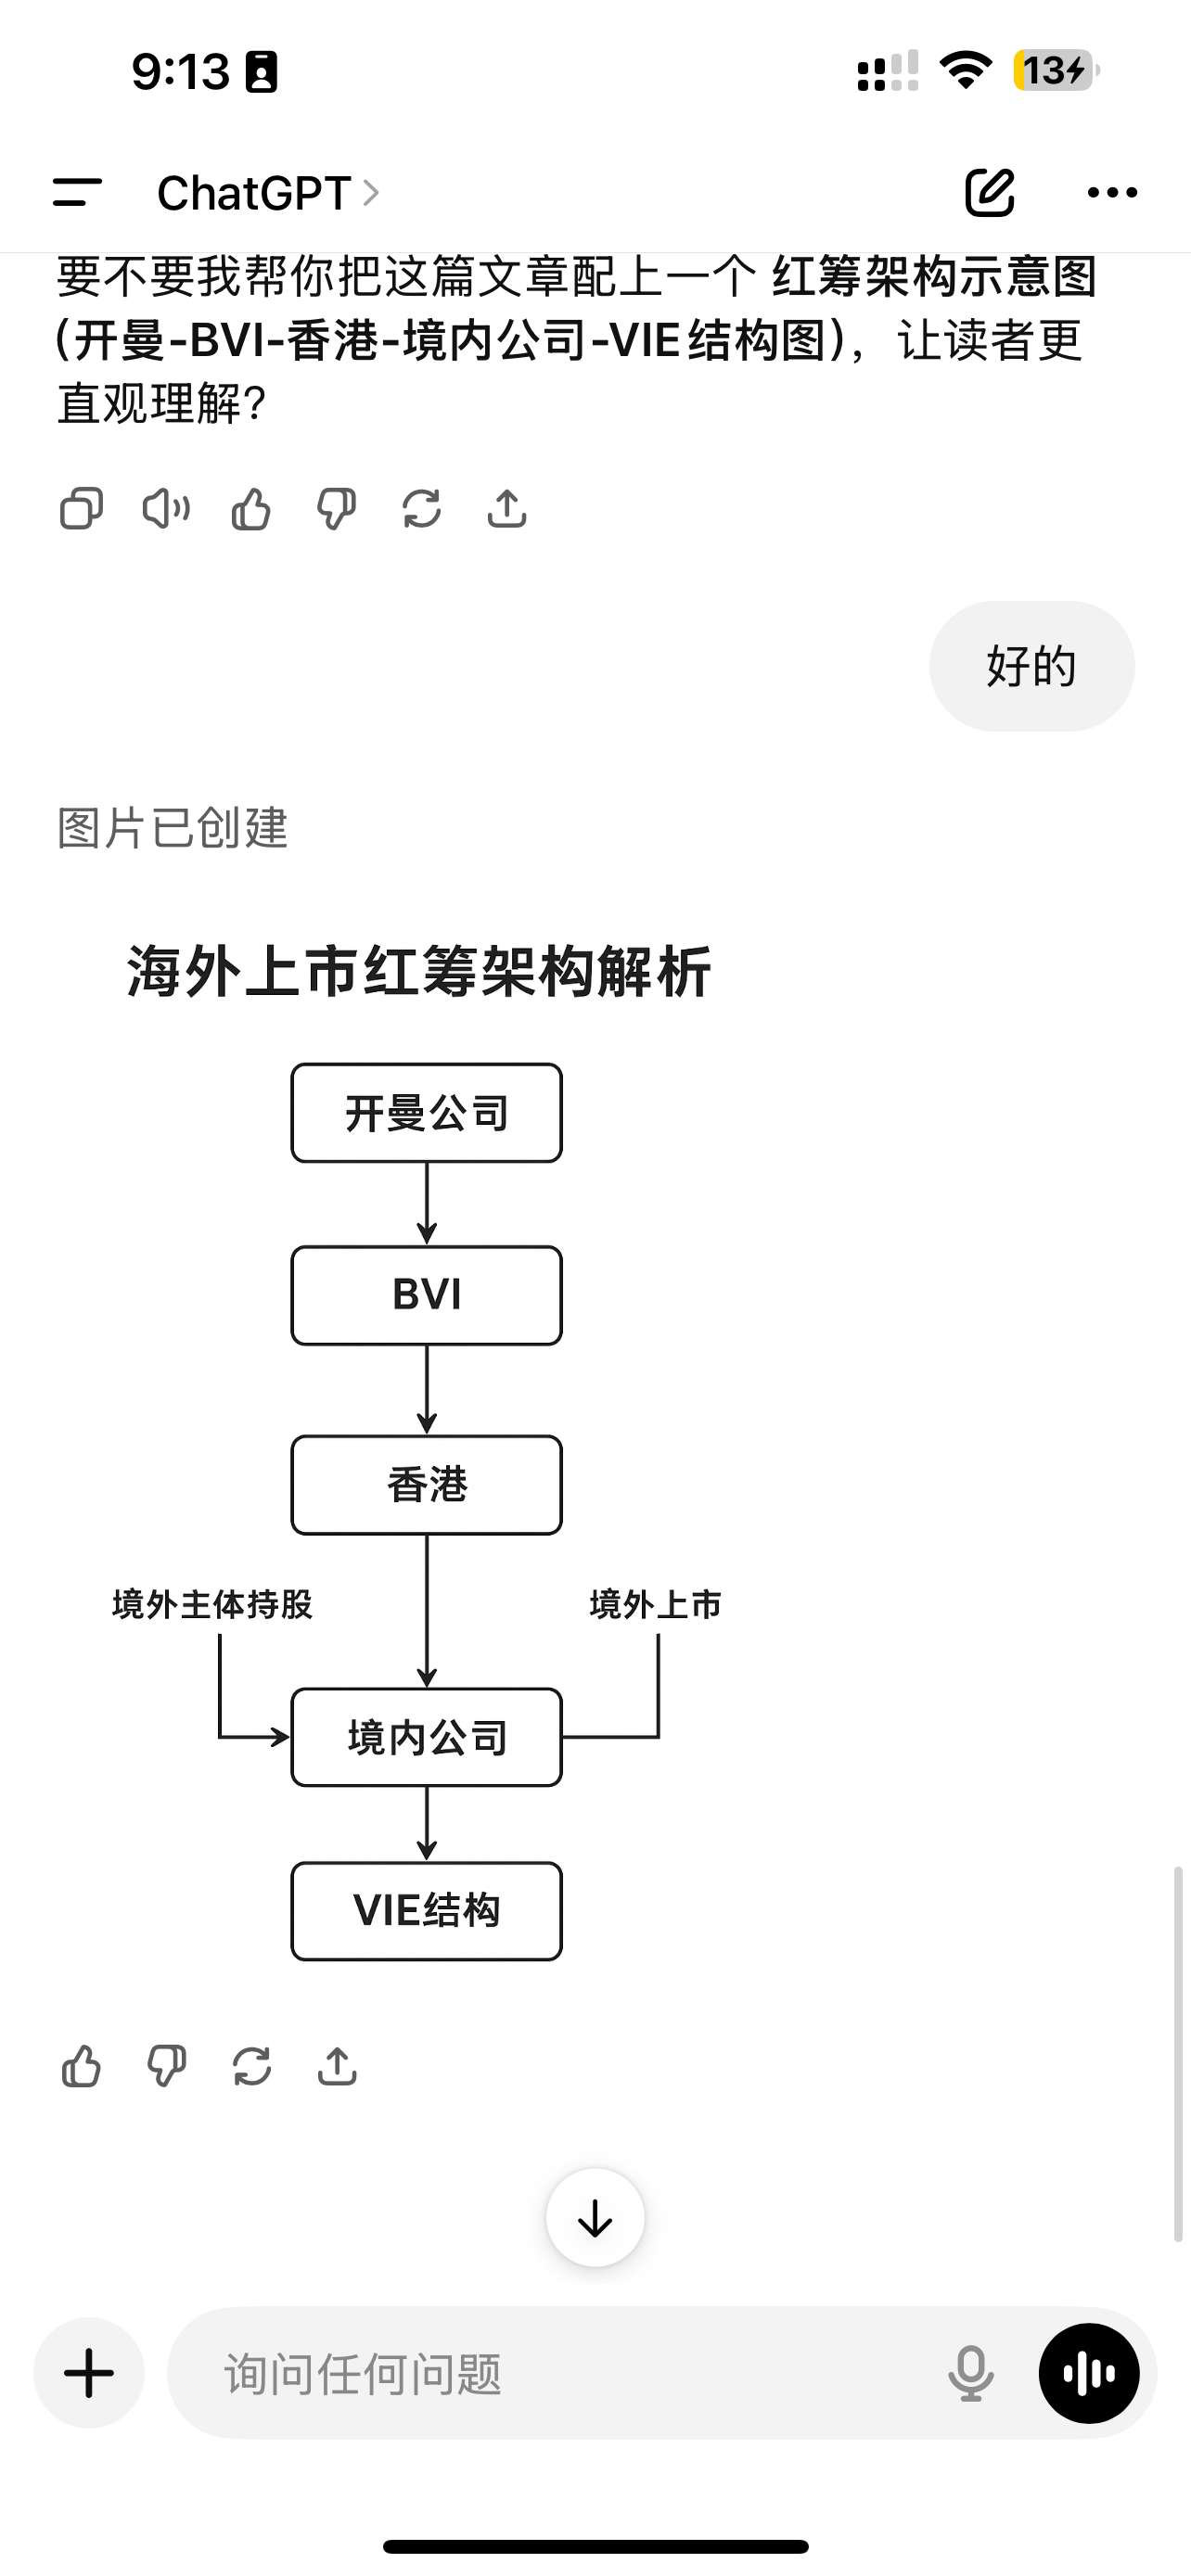 9:13
13
ChatGPT
要不要我帮你把这篇文章配上一个 红筹架构示意图
(开曼-BVI-香港-境内公司-VIE结构图)，让读者更
直观理解?
好的
图片已创建
海外上市红筹架构解析
开曼公司
BVI
香港
境外主体持股
境外上市
境内公司
VIE结构
询问任何问题